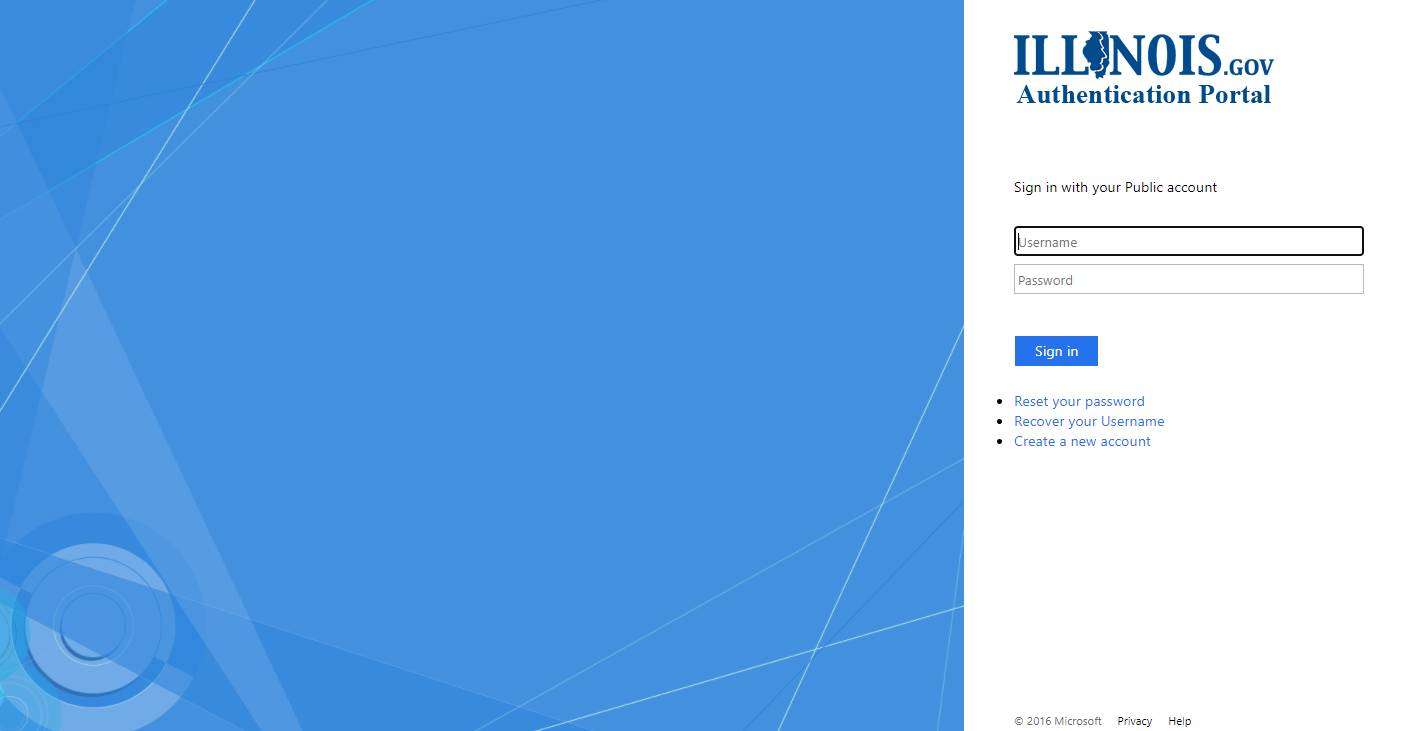 ILLINOIS.GOV
Authentication Portal
Sign in with your Public account
Username
Password
Sign in
Reset your password
Recover your Username
Create a new account
© 2016 Microsoft Privacy Help